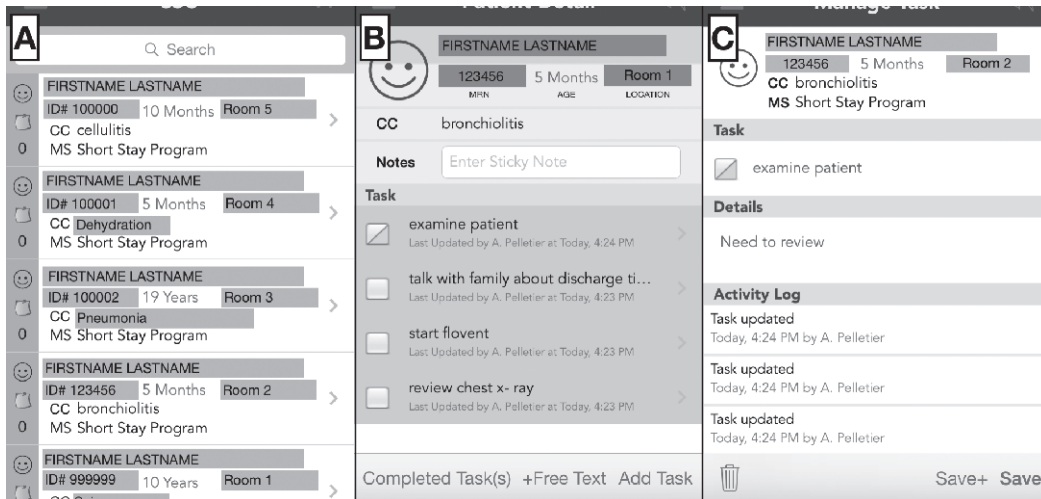 A
Search
FIRSTNAME LASTNAME
ID# 100000 10 Months Room 5
CC cellulitis
0 MS Short Stay Program
FIRSTNAME LASTNAME
ID# 100001 5 Months Room 4
CC Dehydration
0 MS Short Stay Program
FIRSTNAME LASTNAME
ID# 100002 19 Years Room 3
CC Pneumonia
0 MS Short Stay Program
FIRSTNAME LASTNAME
ID# 123456 5 Months Room 2
CC bronchiolitis
0 MS Short Stay Program
FIRSTNAME LASTNAME
ID# 999999 10 Years Room 1
B
Patient Detail
FIRSTNAME LASTNAME
123456 5 Months Room 1
MRN AGE LOCATION
CC bronchiolitis
Notes Enter Sticky Note
Task
examine patient
Last Updated by A. Pelletier at Today, 4:24 PM
talk with family about discharge ti...
Last Updated by A. Pelletier at Today, 4:23 PM
start flovent
Last Updated by A. Pelletier at Today, 4:23 PM
review chest x- ray
Last Updated by A. Pelletier at Today, 4:23 PM
Completed Task(s) +Free Text Add Task
C
Manage Task
FIRSTNAME LASTNAME
123456 5 Months Room 2
CC bronchiolitis
MS Short Stay Program
Task
examine patient
Details
Need to review
Activity Log
Task updated
Today, 4:24 PM by A. Pelletier
Task updated
Today, 4:24 PM by A. Pelletier
Task updated
Today, 4:24 PM by A. Pelletier
Save+ Save